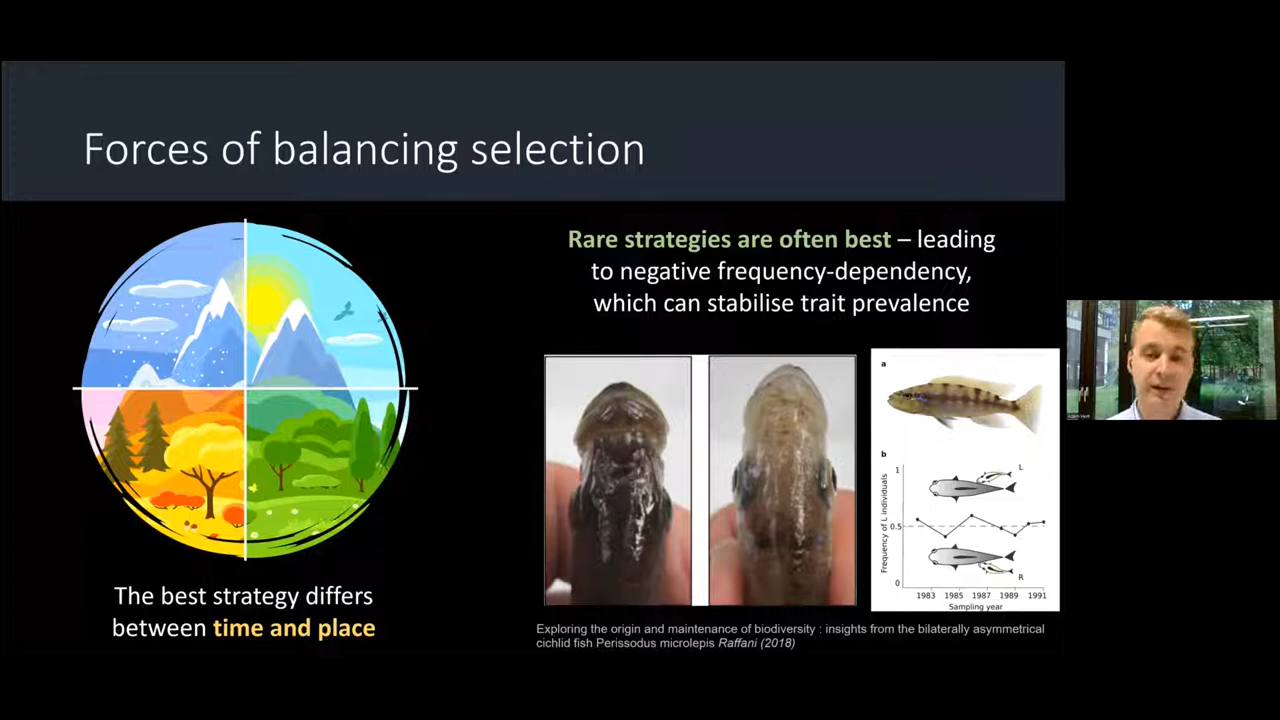 Forces of balancing selection
The best strategy differs
between time and place
Rare strategies are often best – leading
to negative frequency-dependency,
which can stabilise trait prevalence
a
b
Frequency of L individuals
1
0.5
0
L
R
1983 1985 1987 1989 1991
Sampling year
Exploring the origin and maintenance of biodiversity : insights from the bilaterally asymmetrical
cichlid fish Perissodus microlepis Raffani (2018)
Adam Hunt